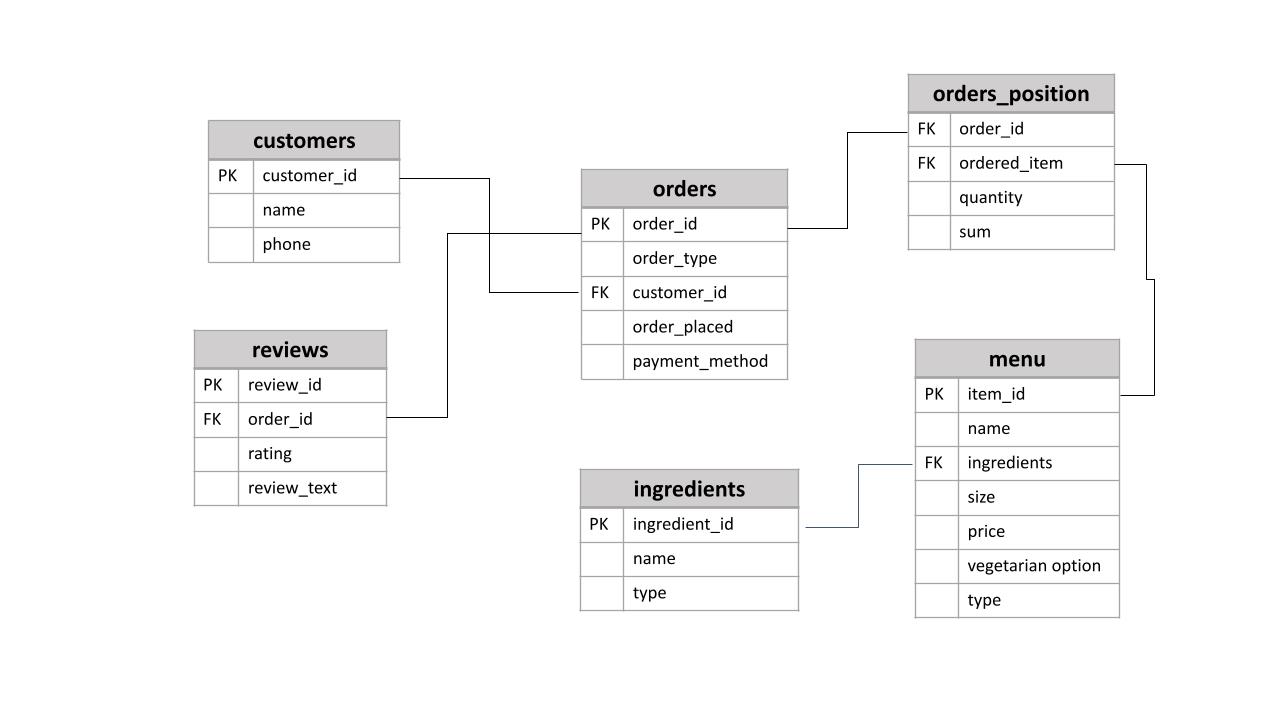 customers
PK customer_id
name
phone
reviews
PK review_id
FK order_id
rating
review_text
orders
PK order_id
order_type
FK customer_id
order_placed
payment_method
ingredients
PK ingredient_id
name
type
orders_position
FK order_id
FK ordered_item
quantity
sum
menu
PK item_id
name
FK ingredients
size
price
vegetarian option
type